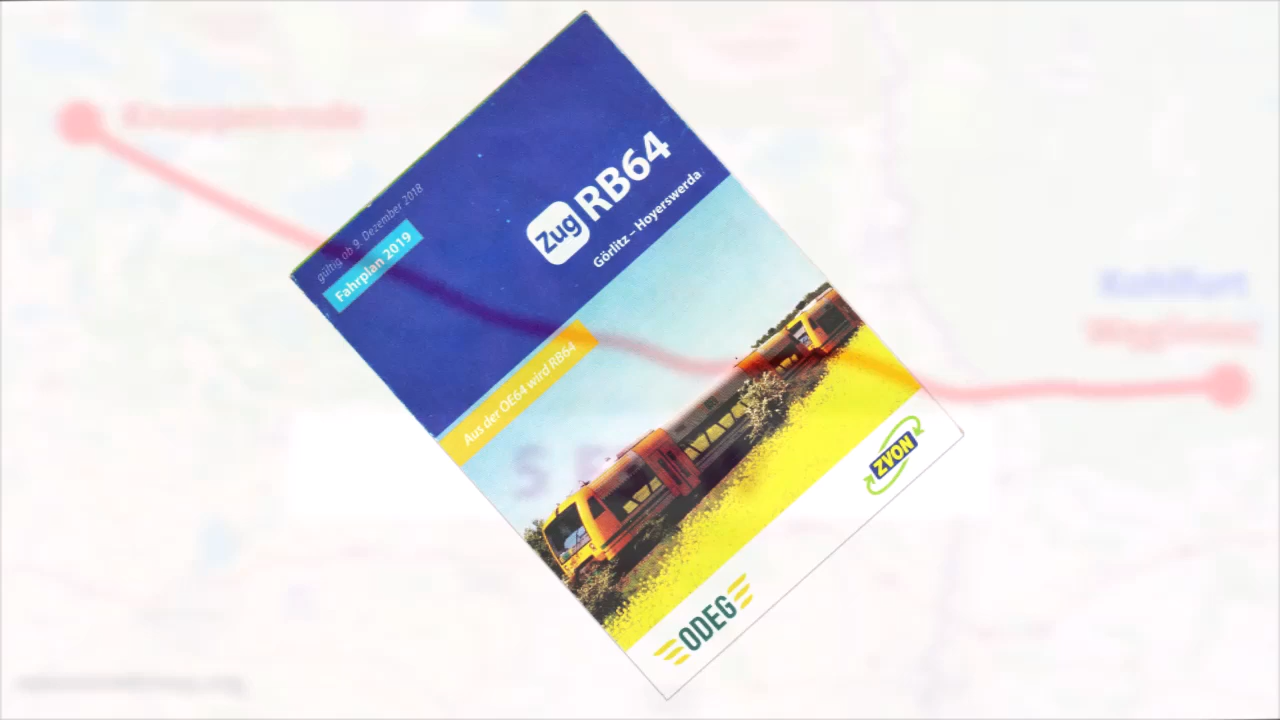 gültig ab 9. Dezember 2018
Fahrplan 2019
Zug RB64
Görlitz – Hoyerswerda
Aus der OE64 wird RB64
ZVON
ODEG
Kohlfurt
Węgliniec